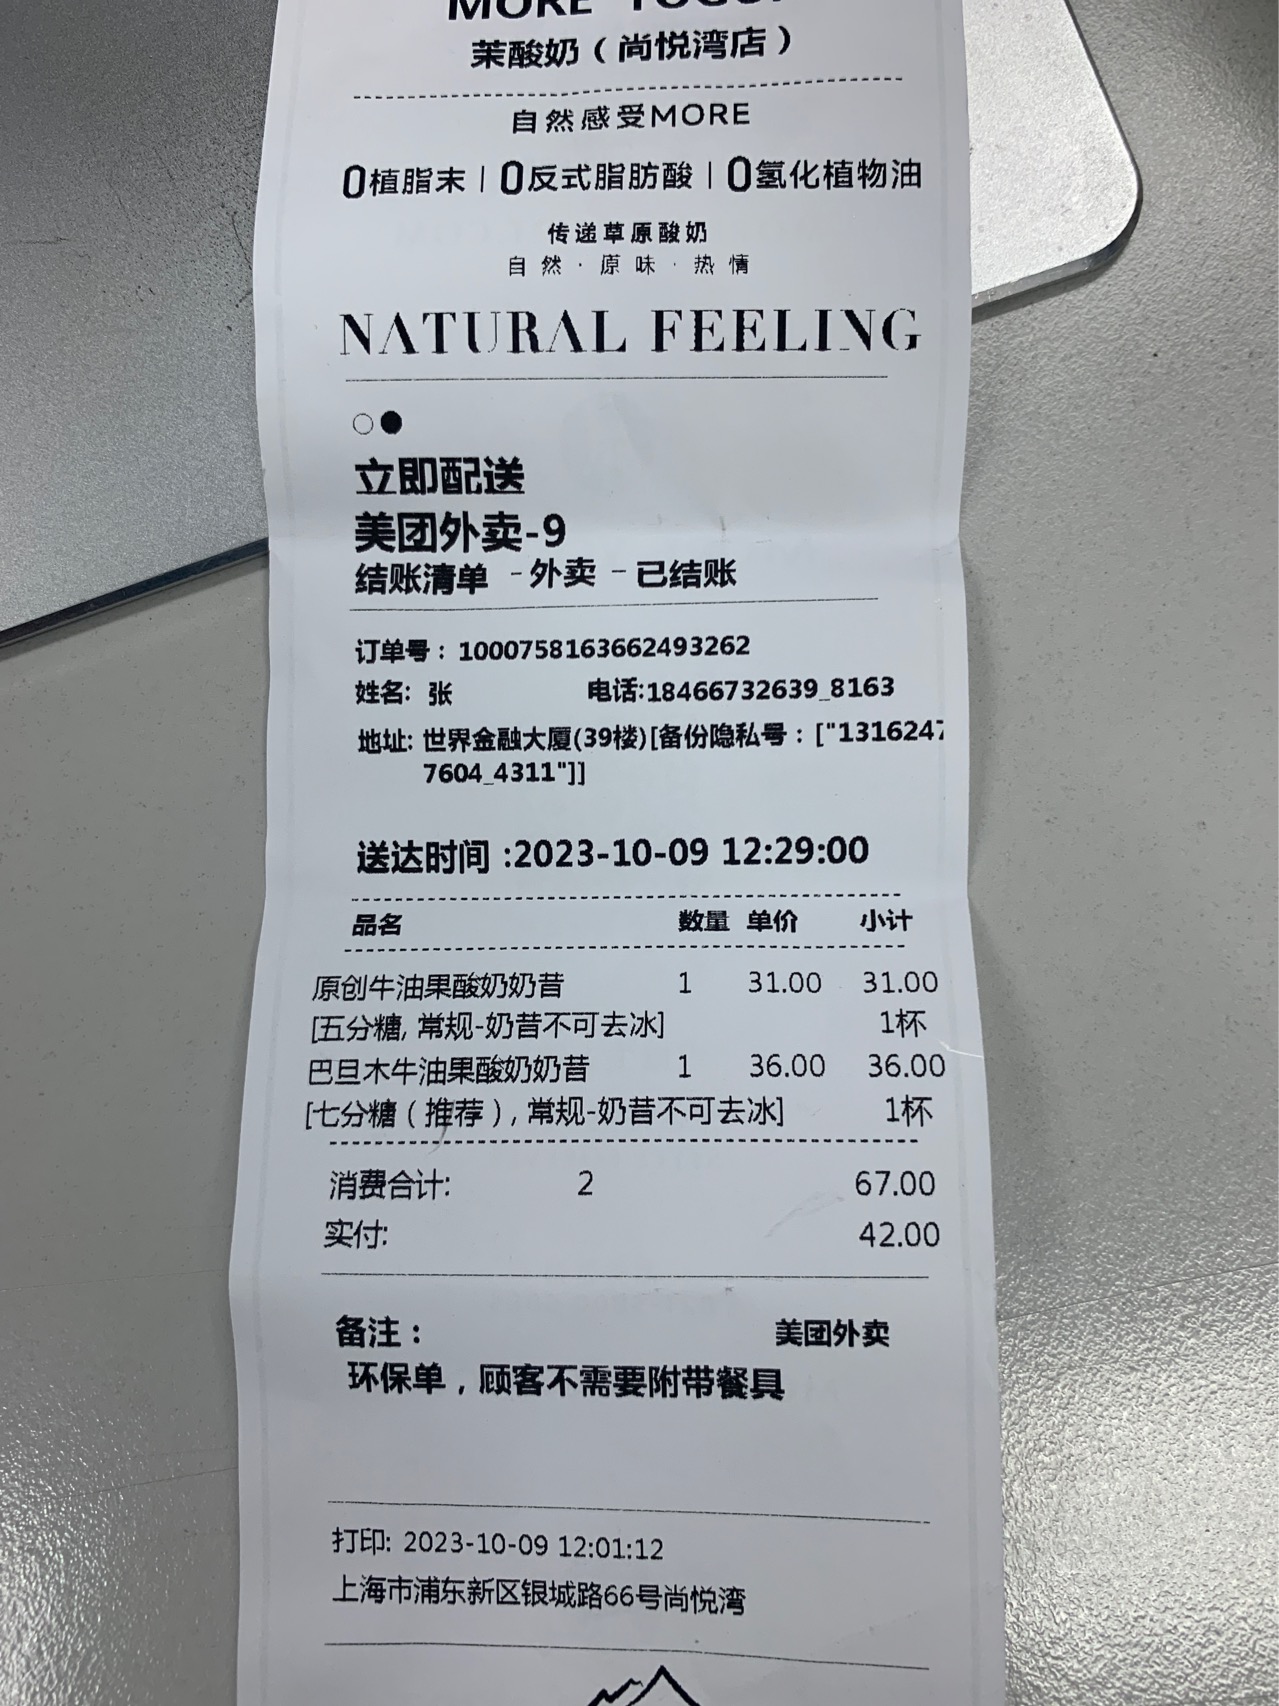 MORE YOGURT
茉酸奶（尚悦湾店）
自然感受MORE
0植脂末 | 0反式脂肪酸 | 0氢化植物油
传递草原酸奶
自然·原味·热情
NATURAL FEELING
立即配送
美团外卖-9
结账清单 -外卖 -已结账
订单号：1000758163662493262
姓名: 张 电话:18466732639_8163
地址: 世界金融大厦(39楼)[备份隐私号：["1316247
7604_4311"]]
送达时间 :2023-10-09 12:29:00
品名 数量 单价 小计
原创牛油果酸奶奶昔 1 31.00 31.00
[五分糖, 常规-奶昔不可去冰] 1杯
巴旦木牛油果酸奶奶昔 1 36.00 36.00
[七分糖（推荐）, 常规-奶昔不可去冰] 1杯
消费合计: 2 67.00
实付: 42.00
备注： 美团外卖
环保单，顾客不需要附带餐具
打印: 2023-10-09 12:01:12
上海市浦东新区银城路66号尚悦湾